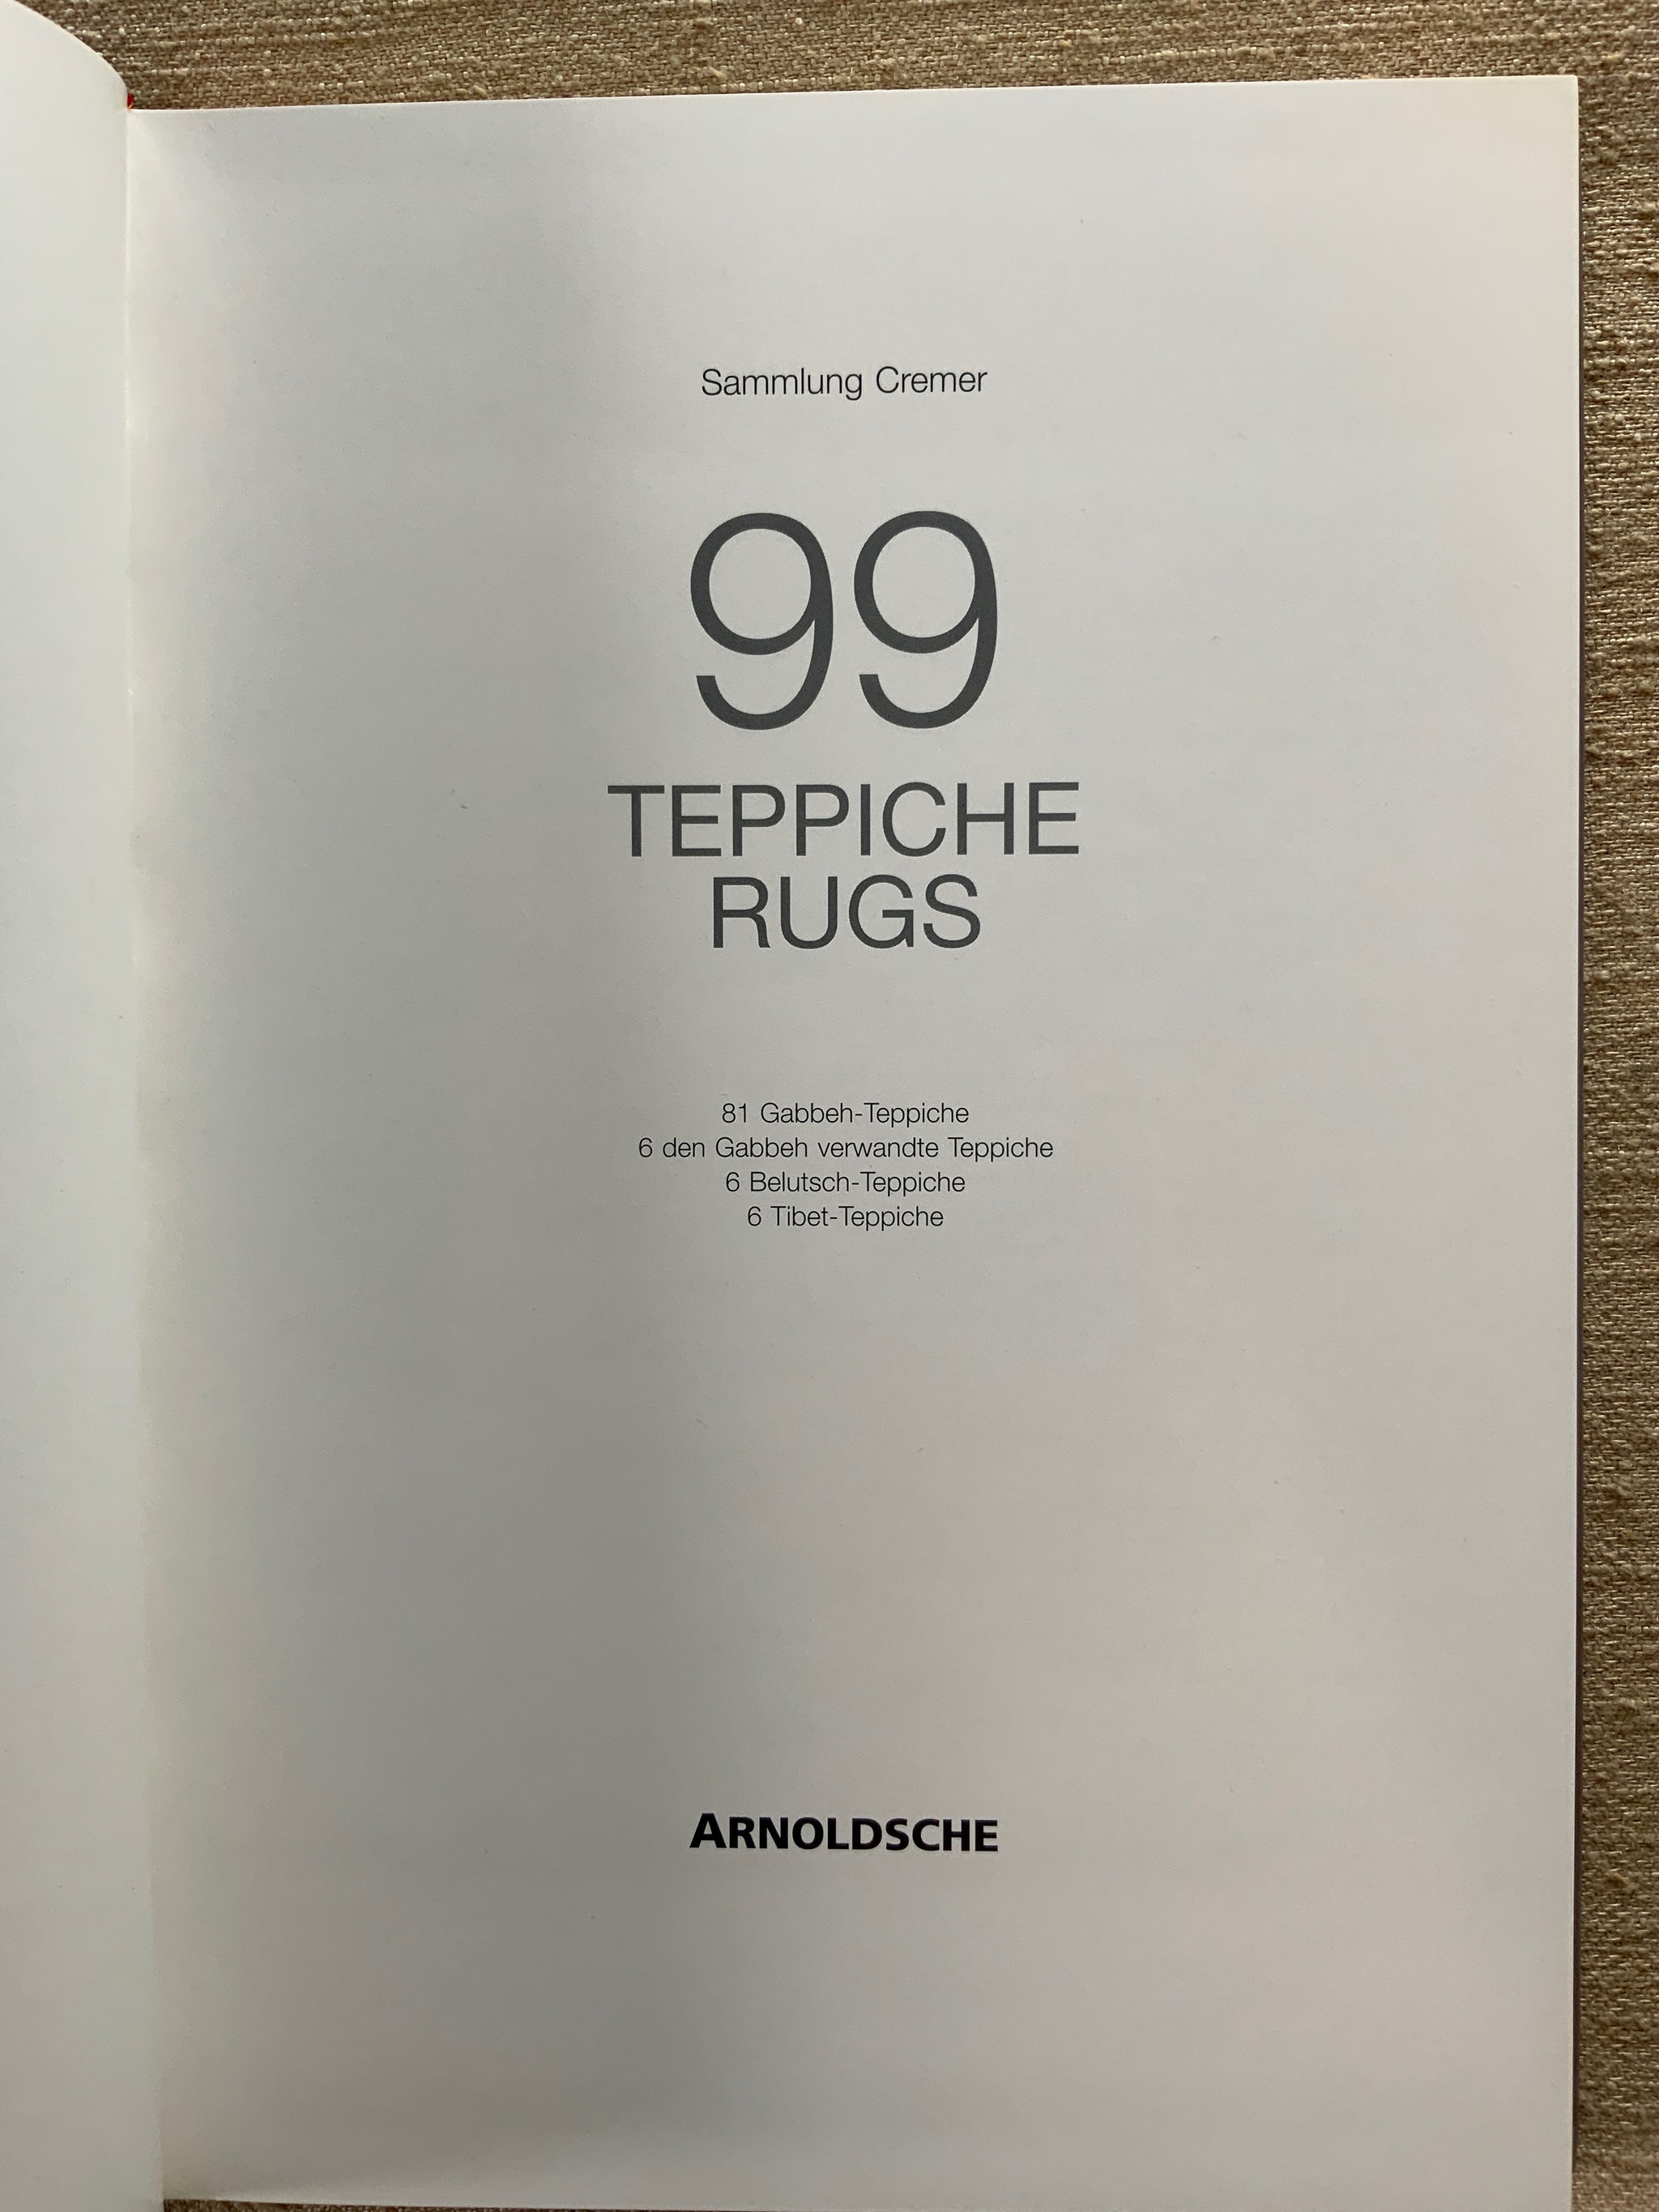 Sammlung Cremer
99
TEPPICHE
RUGS
81 Gabbeh-Teppiche
6 den Gabbeh verwandte Teppiche
6 Belutsch-Teppiche
6 Tibet-Teppiche
ARNOLDSCHE